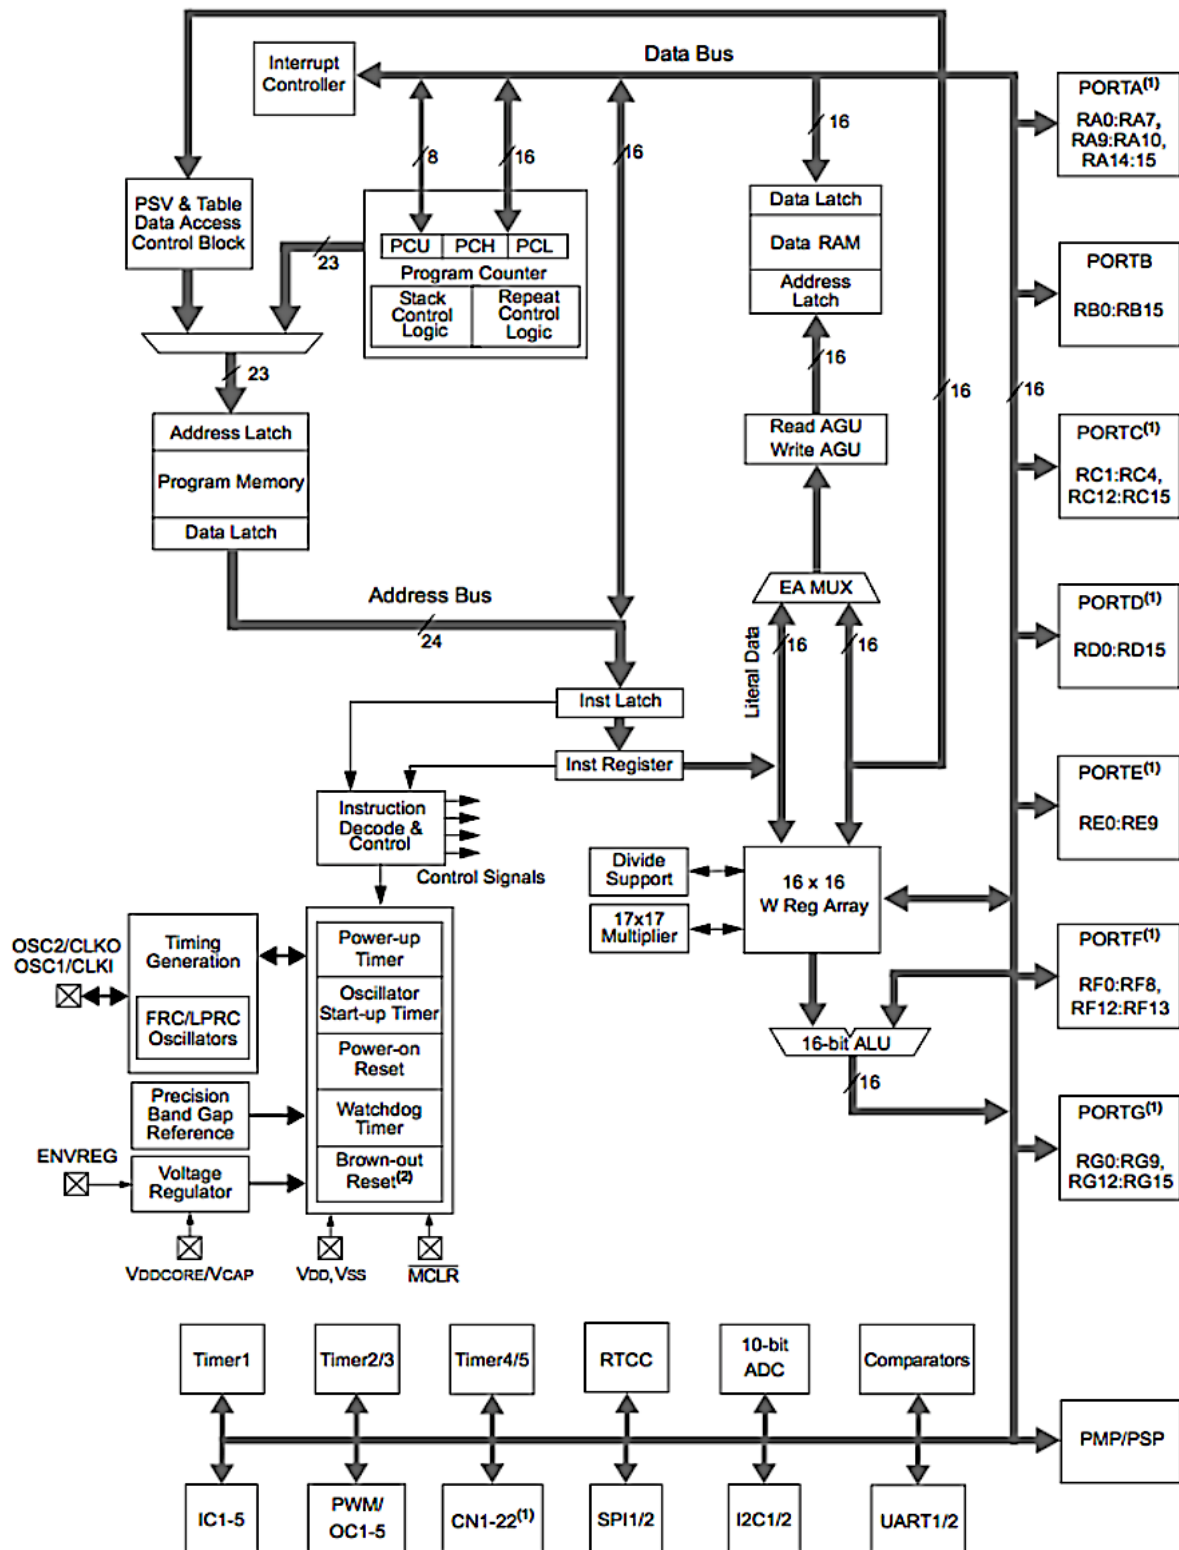 Data Bus
Interrupt
Controller
8
16
16
16
PORTA(1)
RA0:RA7,
RA9:RA10,
RA14:15
PSV & Table
Data Access
Control Block
23
PCU
PCH
PCL
Program Counter
Stack
Control
Logic
Repeat
Control
Logic
Data Latch
Data RAM
Address
Latch
PORTB
RB0:RB15
23
16
16
16
Address Latch
Program Memory
Data Latch
Read AGU
Write AGU
PORTC(1)
RC1:RC4,
RC12:RC15
Address Bus
24
EA MUX
Literal Data
16
16
PORTD(1)
RD0:RD15
Inst Latch
Inst Register
Instruction
Decode &
Control
Control Signals
PORTE(1)
RE0:RE9
Divide
Support
17x17
Multiplier
16 x 16
W Reg Array
OSC2/CLKO
OSC1/CLKI
Timing
Generation
FRC/LPRC
Oscillators
Power-up
Timer
Oscillator
Start-up Timer
Power-on
Reset
Watchdog
Timer
Brown-out
Reset(2)
16-bit ALU
16
PORTF(1)
RF0:RF8,
RF12:RF13
Precision
Band Gap
Reference
ENVREG
Voltage
Regulator
PORTG(1)
RG0:RG9,
RG12:RG15
VDDCORE/VCAP
VDD,VSS
MCLR
Timer1
Timer2/3
Timer4/5
RTCC
10-bit
ADC
Comparators
PMP/PSP
IC1-5
PWM/
OC1-5
CN1-22(1)
SPI1/2
I2C1/2
UART1/2